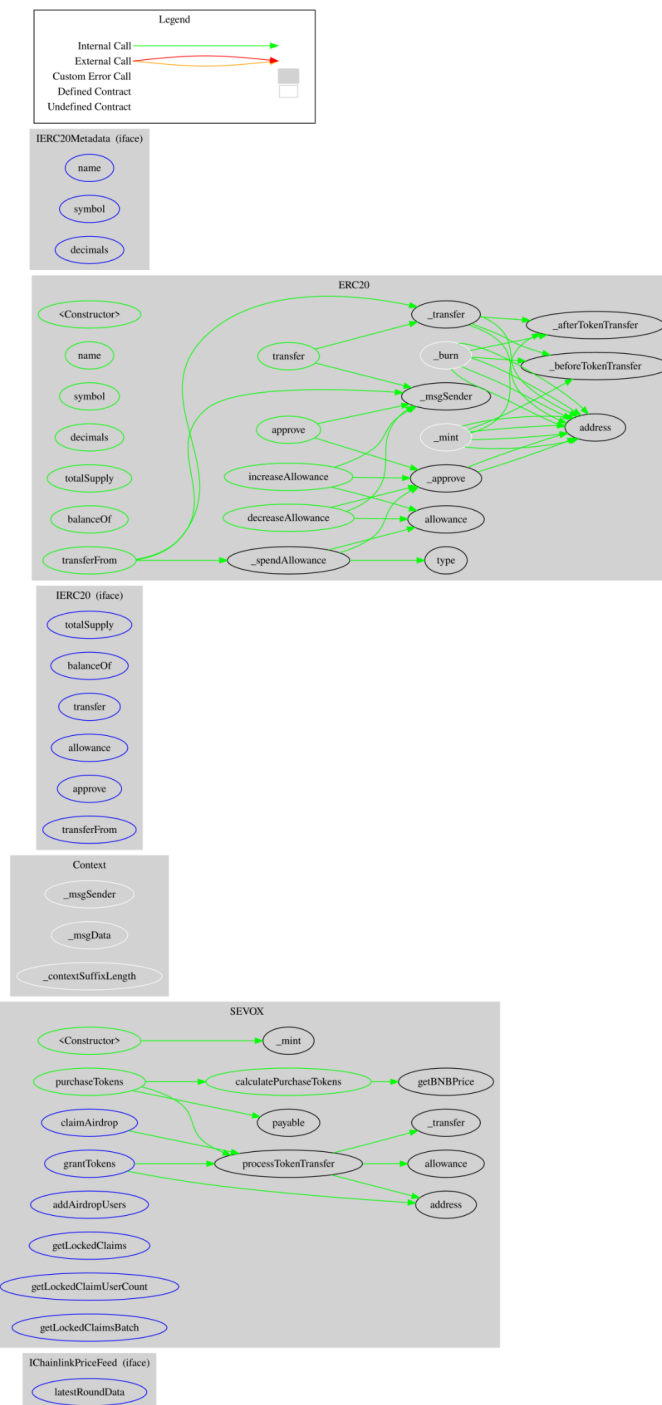 Legend
Internal Call
External Call
Custom Error Call
Defined Contract
Undefined Contract
IERC20Metadata (iface)
name
symbol
decimals
ERC20
<Constructor>
name
symbol
decimals
totalSupply
balanceOf
transferFrom
transfer
approve
increaseAllowance
decreaseAllowance
_spendAllowance
_transfer
_burn
_msgSender
_mint
_approve
allowance
type
_afterTokenTransfer
_beforeTokenTransfer
address
IERC20 (iface)
totalSupply
balanceOf
transfer
allowance
approve
transferFrom
Context
_msgSender
_msgData
_contextSuffixLength
SEVOX
<Constructor>
purchaseTokens
claimAirdrop
grantTokens
addAirdropUsers
getLockedClaims
getLockedClaimUserCount
getLockedClaimsBatch
_mint
calculatePurchaseTokens
payable
processTokenTransfer
getBNBPrice
_transfer
allowance
address
IChainlinkPriceFeed (iface)
latestRoundData